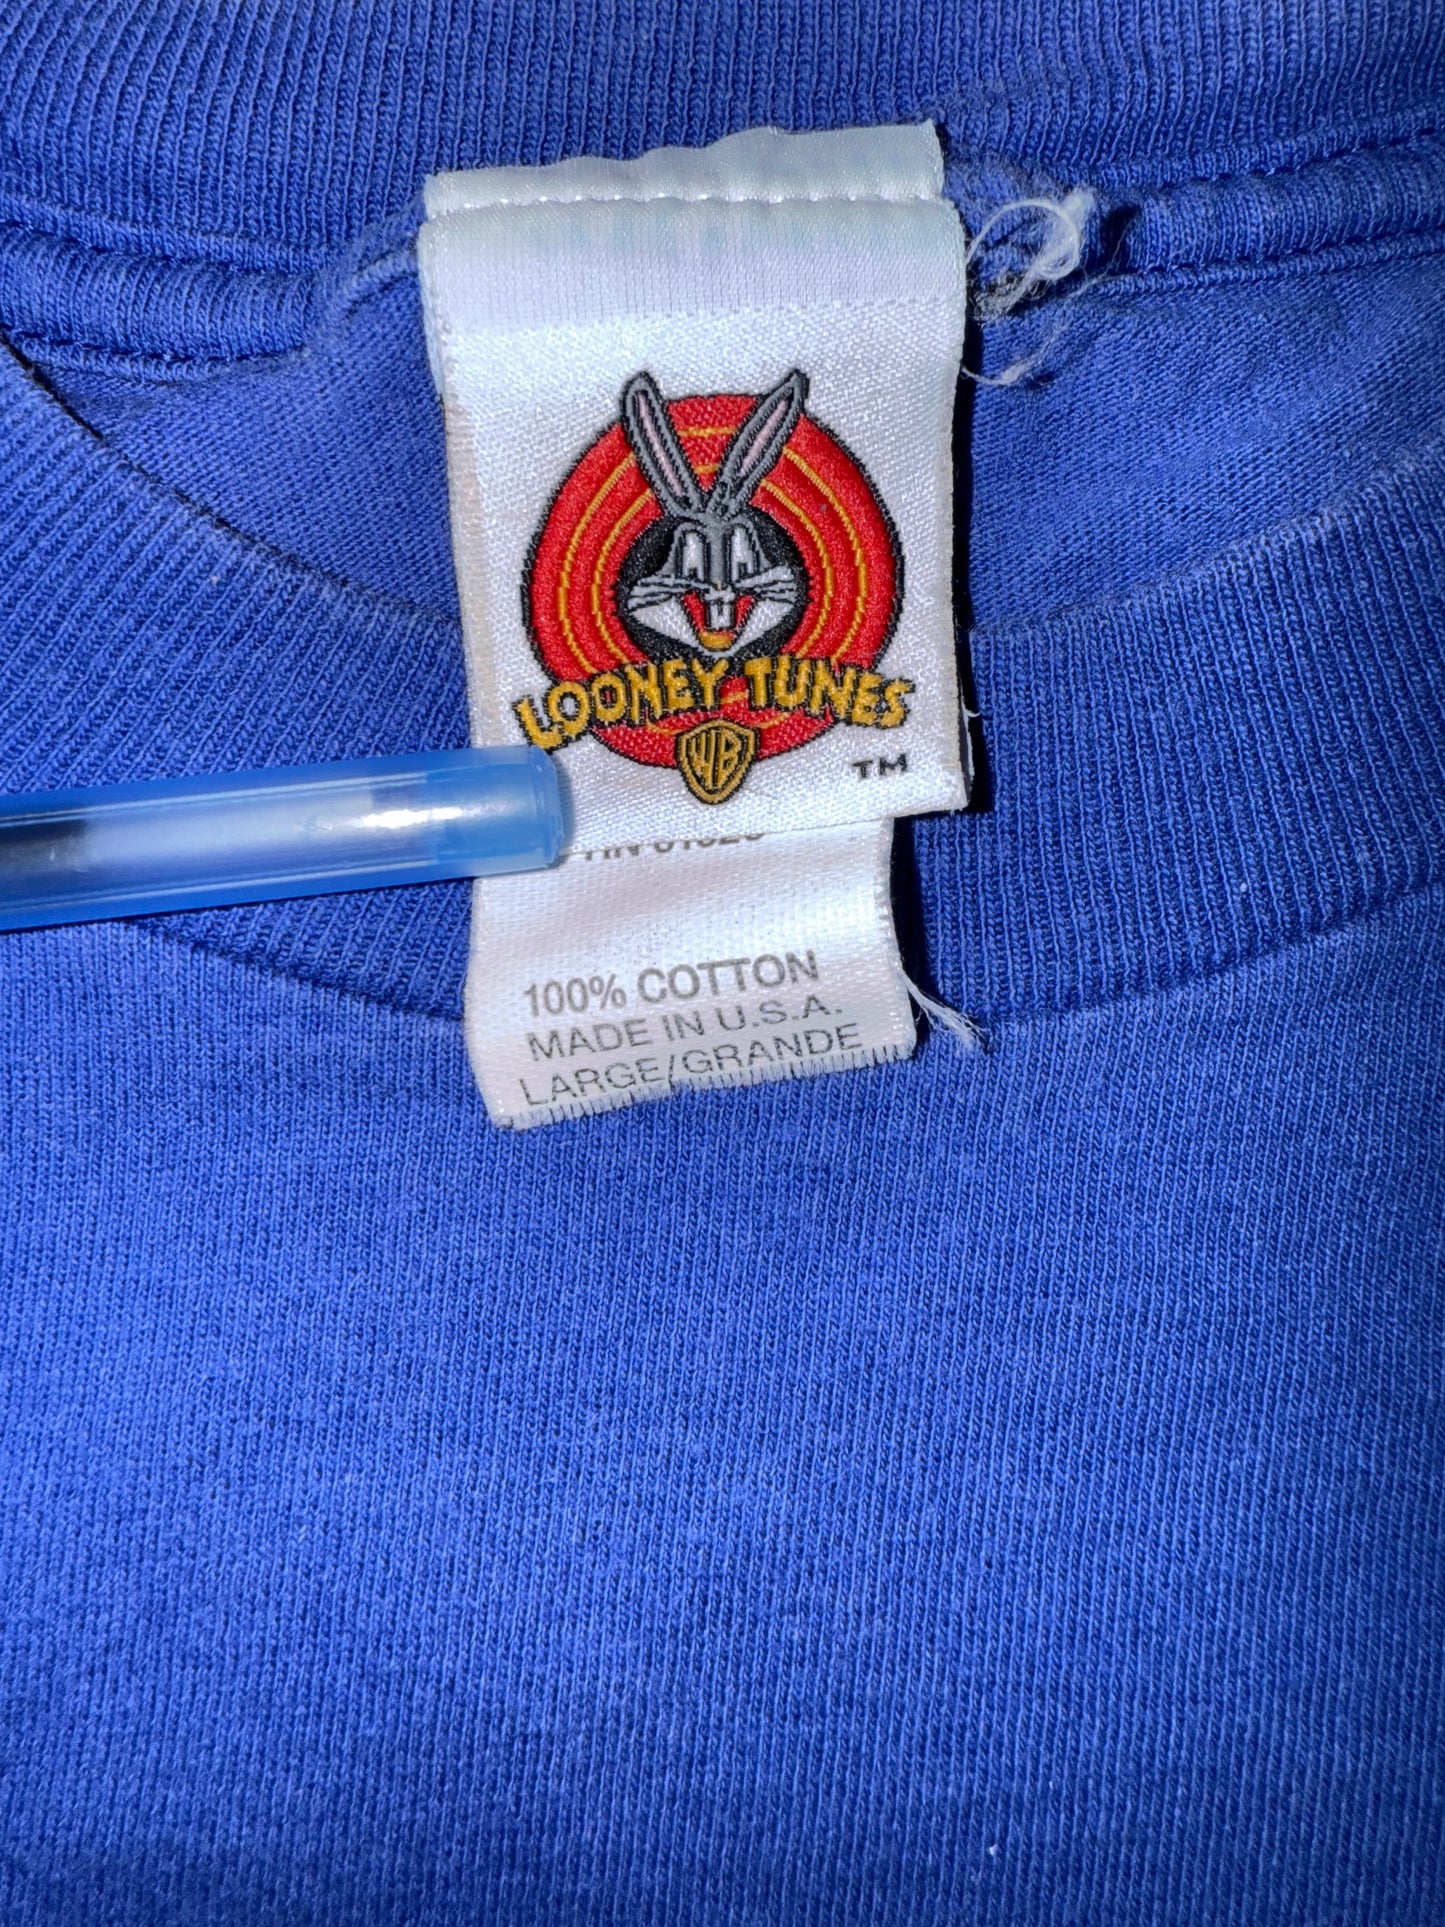 LOONEY TUNES
WB
TM
100% COTTON
MADE IN U.S.A.
LARGE/GRANDE